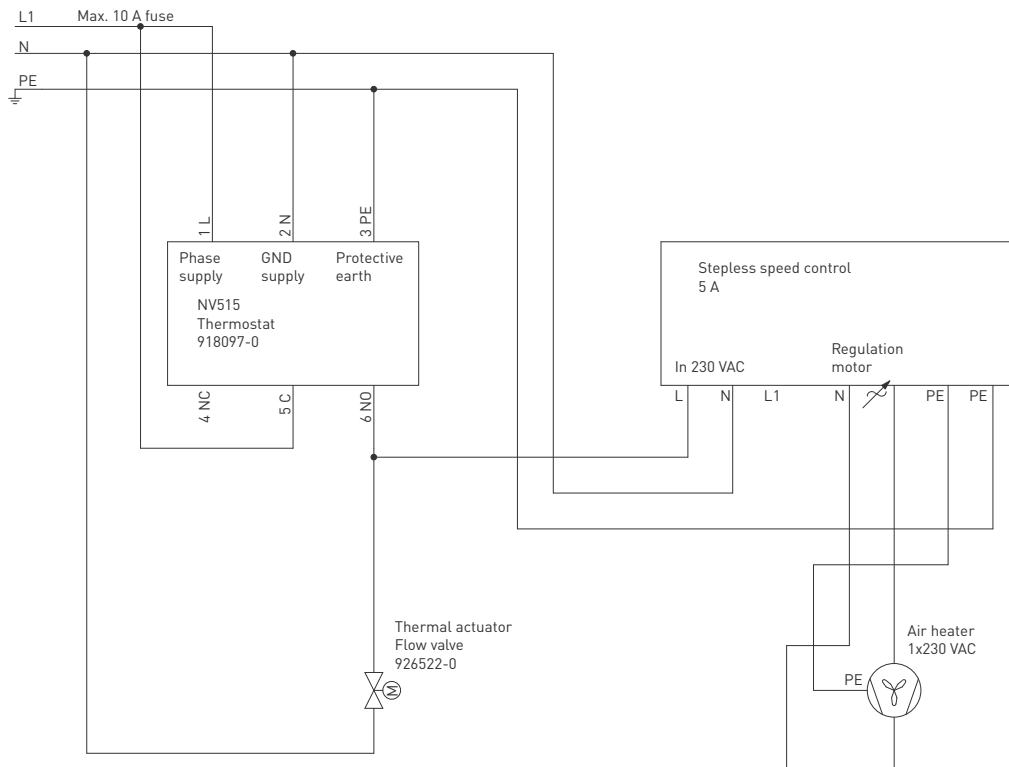 L1 Max. 10 A fuse
N
PE
1 L
2 N
3 PE
Phase supply
GND supply
Protective earth
NV515
Thermostat
918097-0
4 NC
5 C
6 NO
Stepless speed control
5 A
In 230 VAC
Regulation
motor
L
N
L1
N
PE
PE
Thermal actuator
Flow valve
926522-0
M
Air heater
1x230 VAC
PE